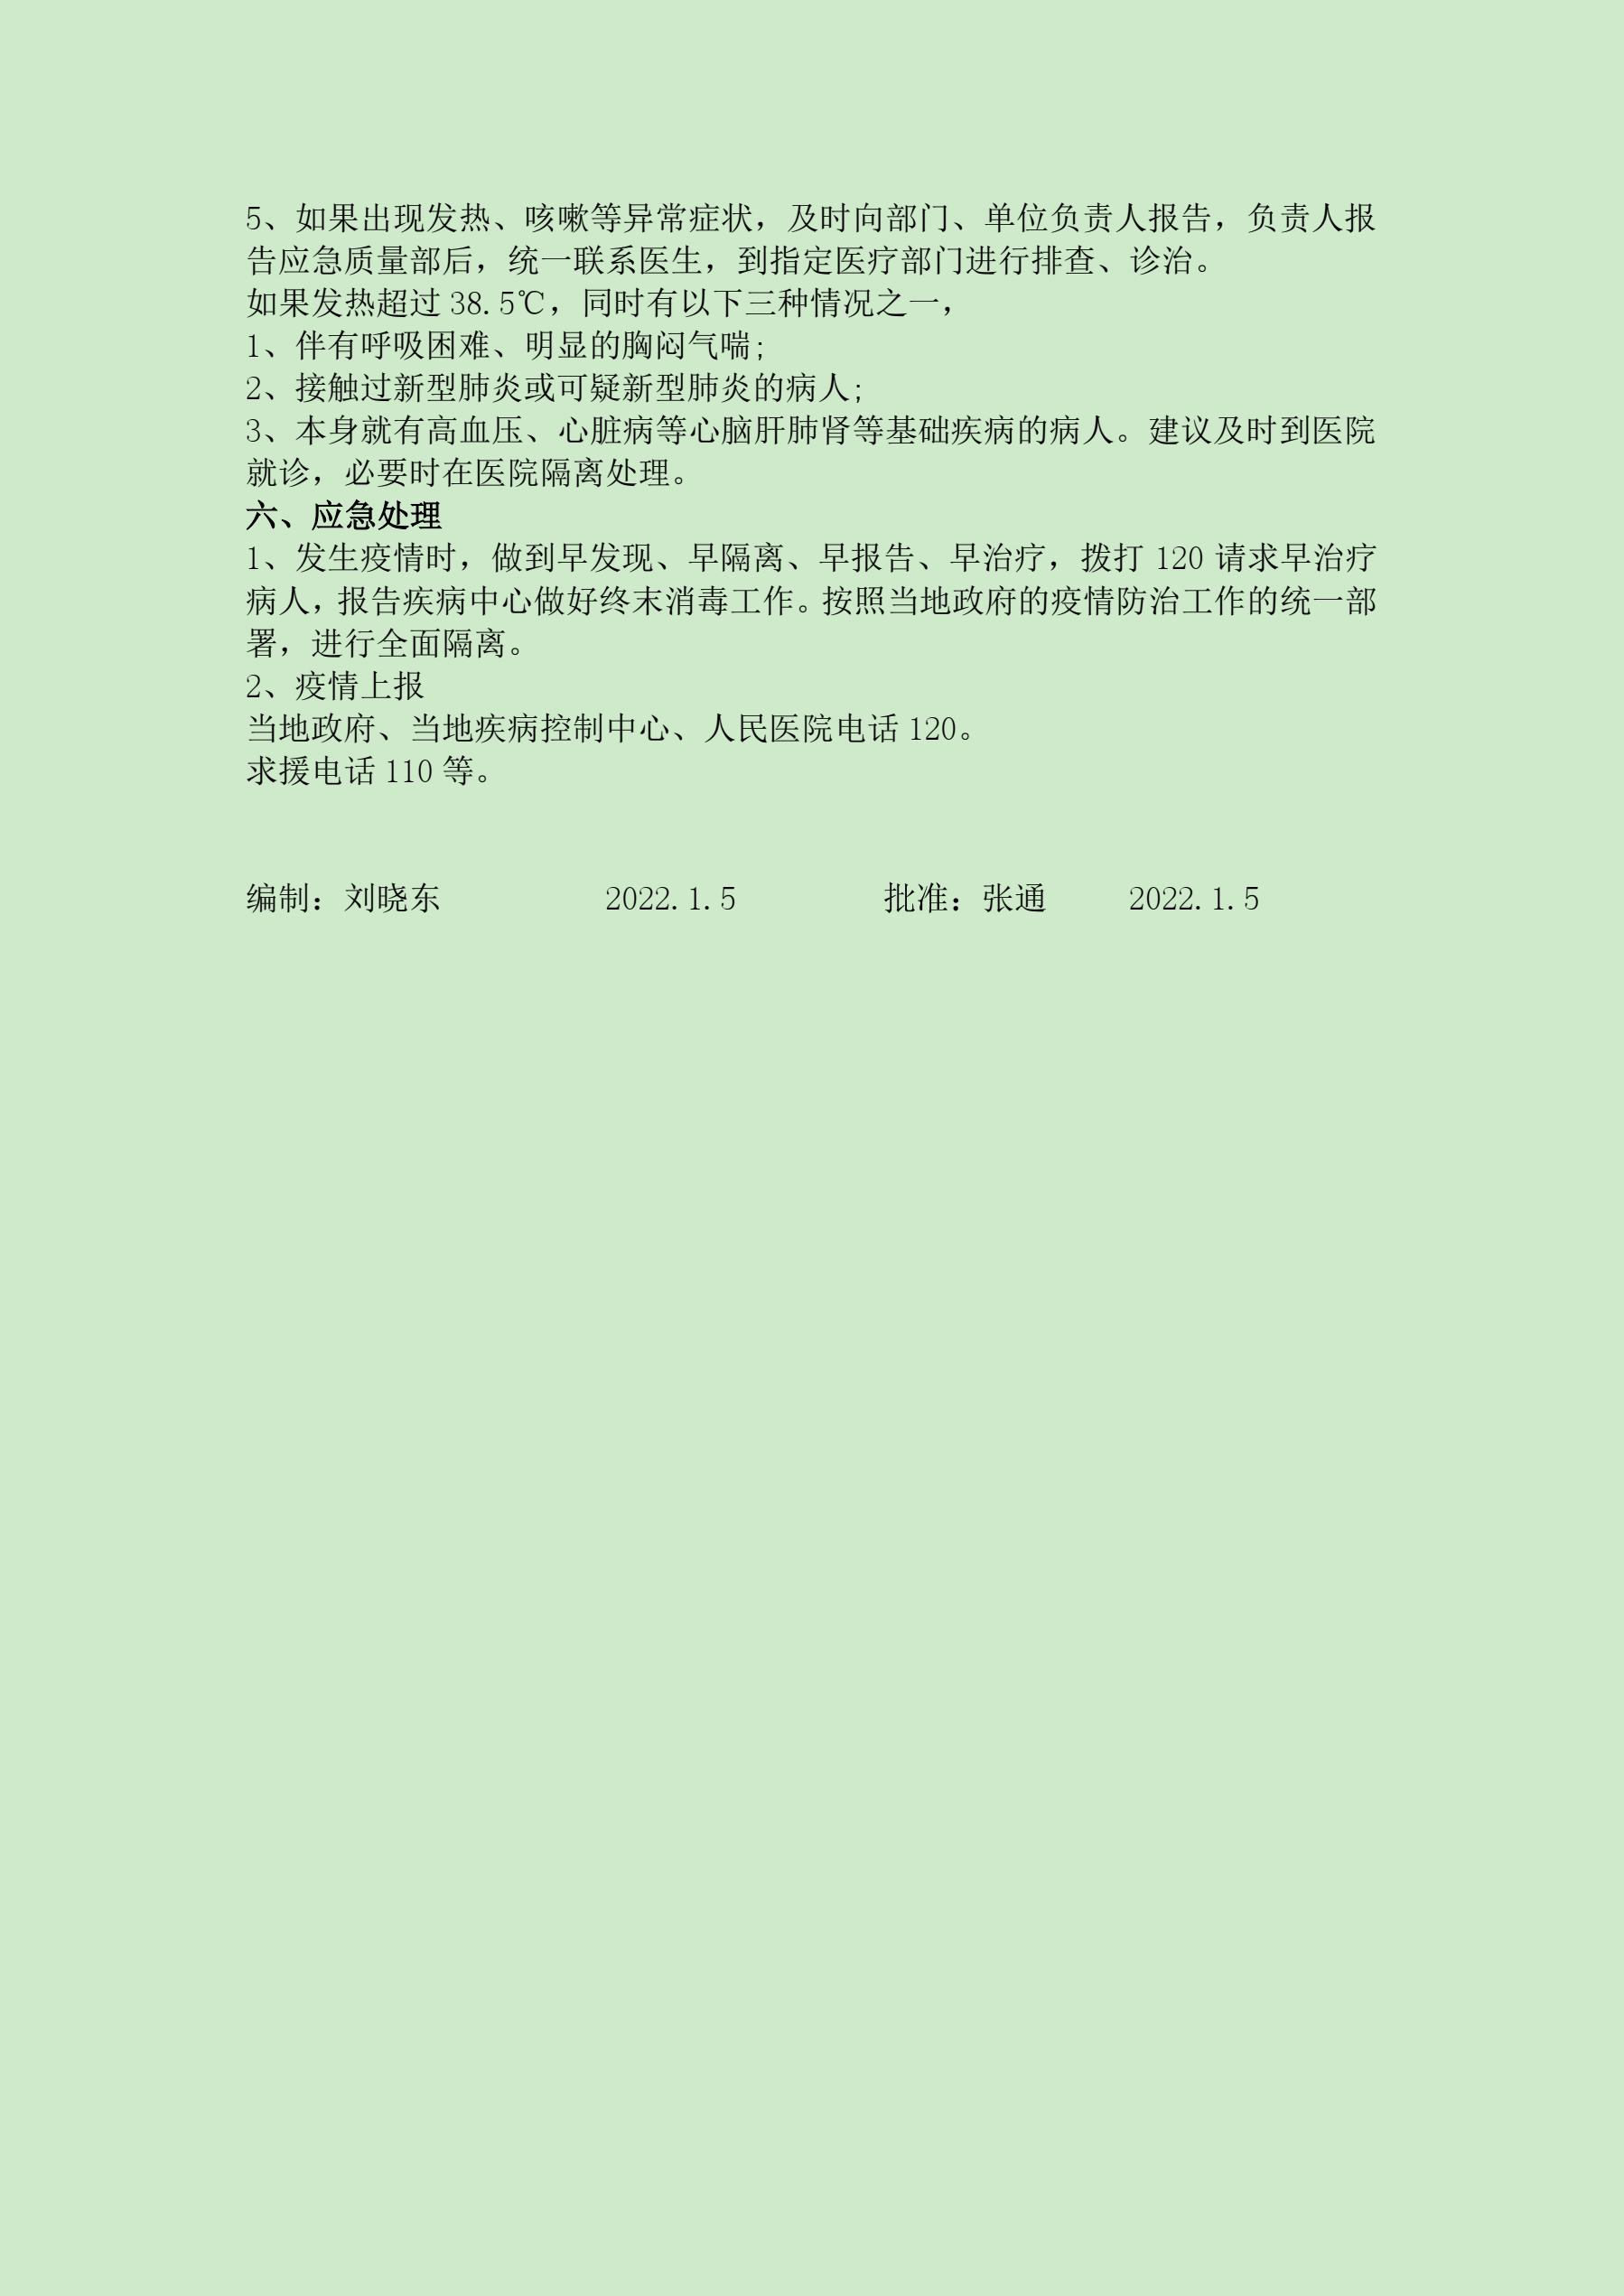 5、如果出现发热、咳嗽等异常症状，及时向部门、单位负责人报告，负责人报
告应急质量部后，统一联系医生，到指定医疗部门进行排查、诊治。
如果发热超过 38.5℃，同时有以下三种情况之一，
1、伴有呼吸困难、明显的胸闷气喘;
2、接触过新型肺炎或可疑新型肺炎的病人;
3、本身就有高血压、心脏病等心脑肝肺肾等基础疾病的病人。建议及时到医院
就诊，必要时在医院隔离处理。
六、应急处理
1、发生疫情时，做到早发现、早隔离、早报告、早治疗，拨打 120 请求早治疗
病人，报告疾病中心做好终末消毒工作。按照当地政府的疫情防治工作的统一部
署，进行全面隔离。
2、疫情上报
当地政府、当地疾病控制中心、人民医院电话 120。
求援电话 110 等。
编制：刘晓东 2022.1.5 批准：张通 2022.1.5